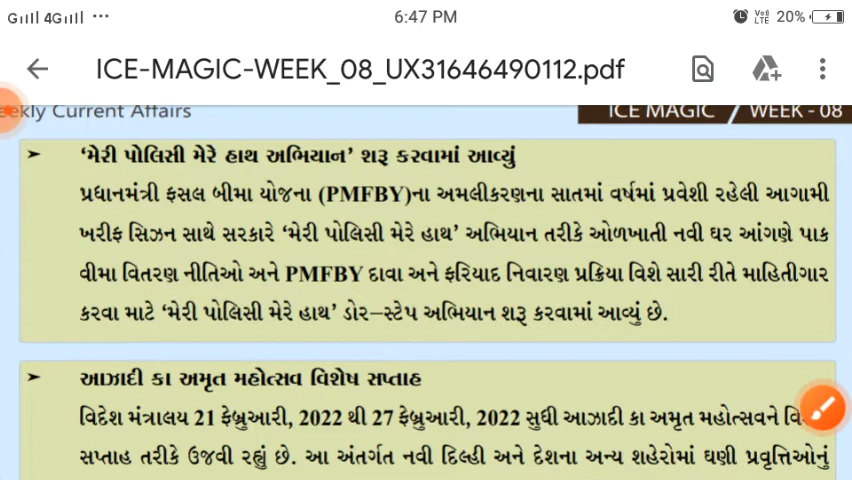 4G
6:47 PM
Vo)) LTE
20%
ICE-MAGIC-WEEK_08_UX31646490112.pdf
eekly Current Affairs
ICE MAGIC / WEEK - 08
➤ ‘મેરી પોલિસી મેરે હાથ અભિયાન’ શરૂ કરવામાં આવ્યું
પ્રધાનમંત્રી ફસલ બીમા યોજના (PMFBY)ના અમલીકરણના સાતમાં વર્ષમાં પ્રવેશી રહેલી આગામી
ખરીફ સિઝન સાથે સરકારે ‘મેરી પોલિસી મેરે હાથ’ અભિયાન તરીકે ઓળખાતી નવી ઘર આંગણે પાક
વીમા વિતરણ નીતિઓ અને PMFBY દાવા અને ફરિયાદ નિવારણ પ્રક્રિયા વિશે સારી રીતે માહિતીગાર
કરવા માટે ‘મેરી પોલિસી મેરે હાથ’ ડોર–સ્ટેપ અભિયાન શરૂ કરવામાં આવ્યું છે.
➤ આઝાદી કા અમૃત મહોત્સવ વિશેષ સપ્તાહ
વિદેશ મંત્રાલય 21 ફેબ્રુઆરી, 2022 થી 27 ફેબ્રુઆરી, 2022 સુધી આઝાદી કા અમૃત મહોત્સવને
સપ્તાહ તરીકે ઉજવી રહ્યું છે. આ અંતર્ગત નવી દિલ્હી અને દેશના અન્ય શહેરોમાં ઘણી પ્રવૃત્તિઓનું